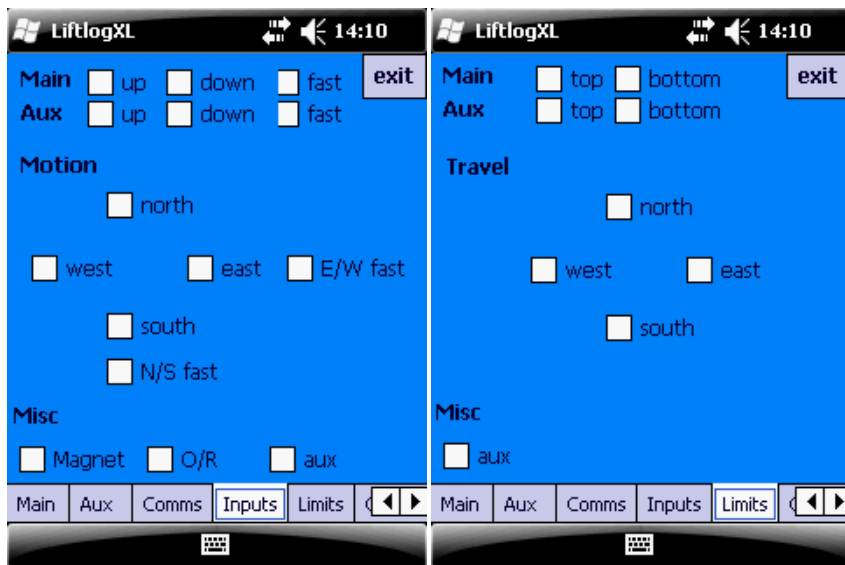 LiftlogXL 14:10
Main up down fast exit
Aux up down fast
Motion
north
west east E/W fast
south
N/S fast
Misc
Magnet O/R aux
Main Aux Comms Inputs Limits
LiftlogXL 14:10
Main top bottom exit
Aux top bottom
Travel
north
west east
south
Misc
aux
Main Aux Comms Inputs Limits